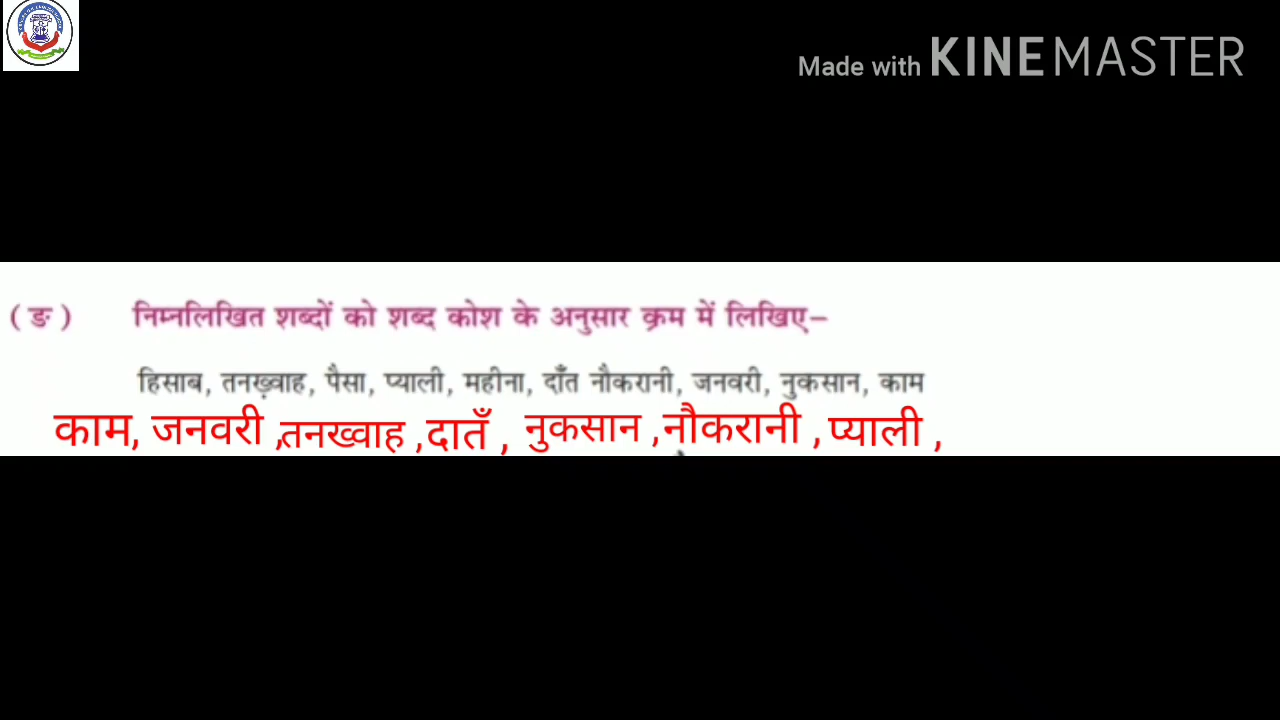 Made with KINEMASTER
(ङ) निम्नलिखित शब्दों को शब्द कोश के अनुसार क्रम में लिखिए–
हिसाब, तनख़्वाह, पैसा, प्याली, महीना, दाँत नौकरानी, जनवरी, नुकसान, काम
काम, जनवरी ,तनख्वाह ,दातँ , नुकसान ,नौकरानी ,प्याली ,